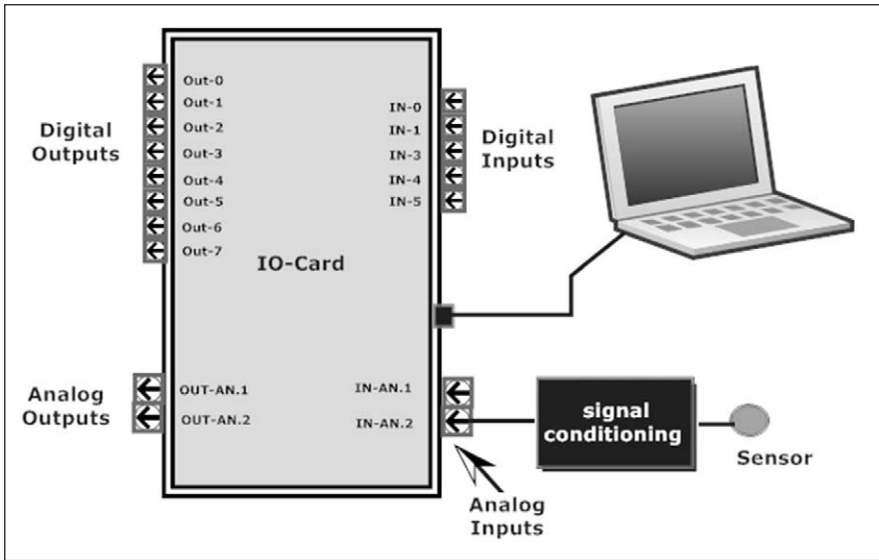 Digital
Outputs
Out-0
Out-1
Out-2
Out-3
Out-4
Out-5
Out-6
Out-7
IN-0
IN-1
IN-3
IN-4
IN-5
Digital
Inputs
IO-Card
Analog
Outputs
OUT-AN.1
OUT-AN.2
IN-AN.1
IN-AN.2
signal
conditioning
Sensor
Analog
Inputs